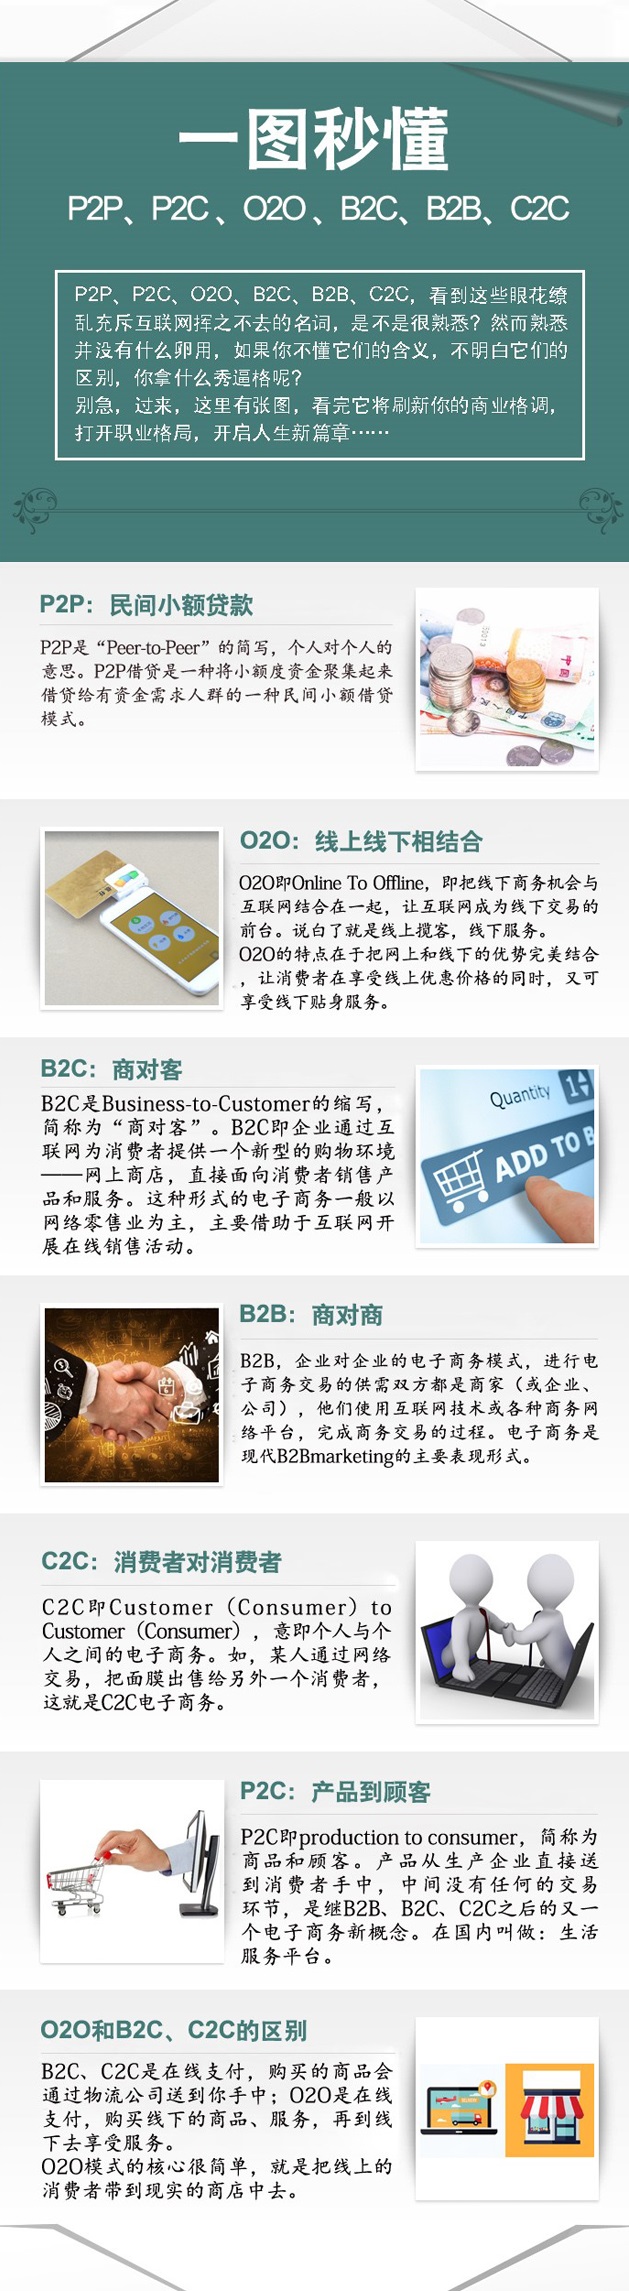 一图秒懂
P2P、P2C 、O2O 、B2C、B2B、C2C
P2P、P2C、O2O、B2C、B2B、C2C，看到这些眼花缭
乱充斥互联网挥之不去的名词，是不是很熟悉？然而熟悉
并没有什么卵用，如果你不懂它们的含义，不明白它们的
区别，你拿什么秀逼格呢？
别急，过来，这里有张图，看完它将刷新你的商业格调，
打开职业格局，开启人生新篇章……
P2P：民间小额贷款
P2P是“Peer-to-Peer”的简写，个人对个人的
意思。P2P借贷是一种将小额度资金聚集起来
借贷给有资金需求人群的一种民间小额借贷
模式。
O2O：线上线下相结合
O2O即Online To Offline，即把线下商务机会与
互联网结合在一起，让互联网成为线下交易的
前台。说白了就是线上揽客，线下服务。
O2O的特点在于把网上和线下的优势完美结合
，让消费者在享受线上优惠价格的同时，又可
享受线下贴身服务。
B2C：商对客
B2C是Business-to-Customer的缩写，
简称为“商对客”。B2C即企业通过互
联网为消费者提供一个新型的购物环境
——网上商店，直接面向消费者销售产
品和服务。这种形式的电子商务一般以
网络零售业为主，主要借助于互联网开
展在线销售活动。
Quantity 1
ADD TO B
B2B：商对商
B2B，企业对企业的电子商务模式，进行电
子商务交易的供需双方都是商家（或企业、
公司），他们使用互联网技术或各种商务网
络平台，完成商务交易的过程。电子商务是
现代B2Bmarketing的主要表现形式。
C2C：消费者对消费者
C2C即Customer（Consumer）to
Customer（Consumer），意即个人与个
人之间的电子商务。如，某人通过网络
交易，把面膜出售给另外一个消费者，
这就是C2C电子商务。
P2C：产品到顾客
P2C即production to consumer，简称为
商品和顾客。产品从生产企业直接送
到消费者手中，中间没有任何的交易
环节，是继B2B、B2C、C2C之后的又一
个电子商务新概念。在国内叫做：生活
服务平台。
O2O和B2C、C2C的区别
B2C、C2C是在线支付，购买的商品会
通过物流公司送到你手中；O2O是在线
支付，购买线下的商品、服务，再到线
下去享受服务。
O2O模式的核心很简单，就是把线上的
消费者带到现实的商店中去。